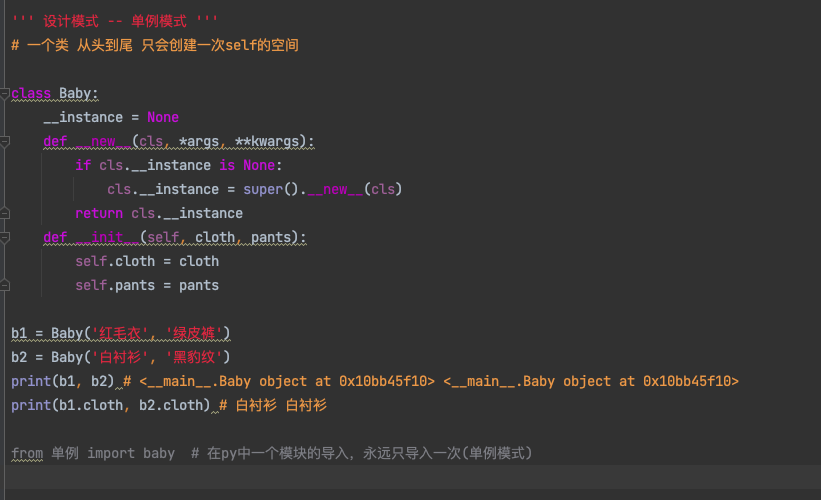 ''' 设计模式 -- 单例模式 '''
# 一个类 从头到尾 只会创建一次self的空间
class Baby:
    __instance = None
    def __new__(cls, *args, **kwargs):
        if cls.__instance is None:
            cls.__instance = super().__new__(cls)
        return cls.__instance
    def __init__(self, cloth, pants):
        self.cloth = cloth
        self.pants = pants
b1 = Baby('红毛衣', '绿皮裤')
b2 = Baby('白衬衫', '黑豹纹')
print(b1, b2) # <__main__.Baby object at 0x10bb45f10> <__main__.Baby object at 0x10bb45f10>
print(b1.cloth, b2.cloth) # 白衬衫 白衬衫
from 单例 import baby  # 在py中一个模块的导入，永远只导入一次(单例模式)